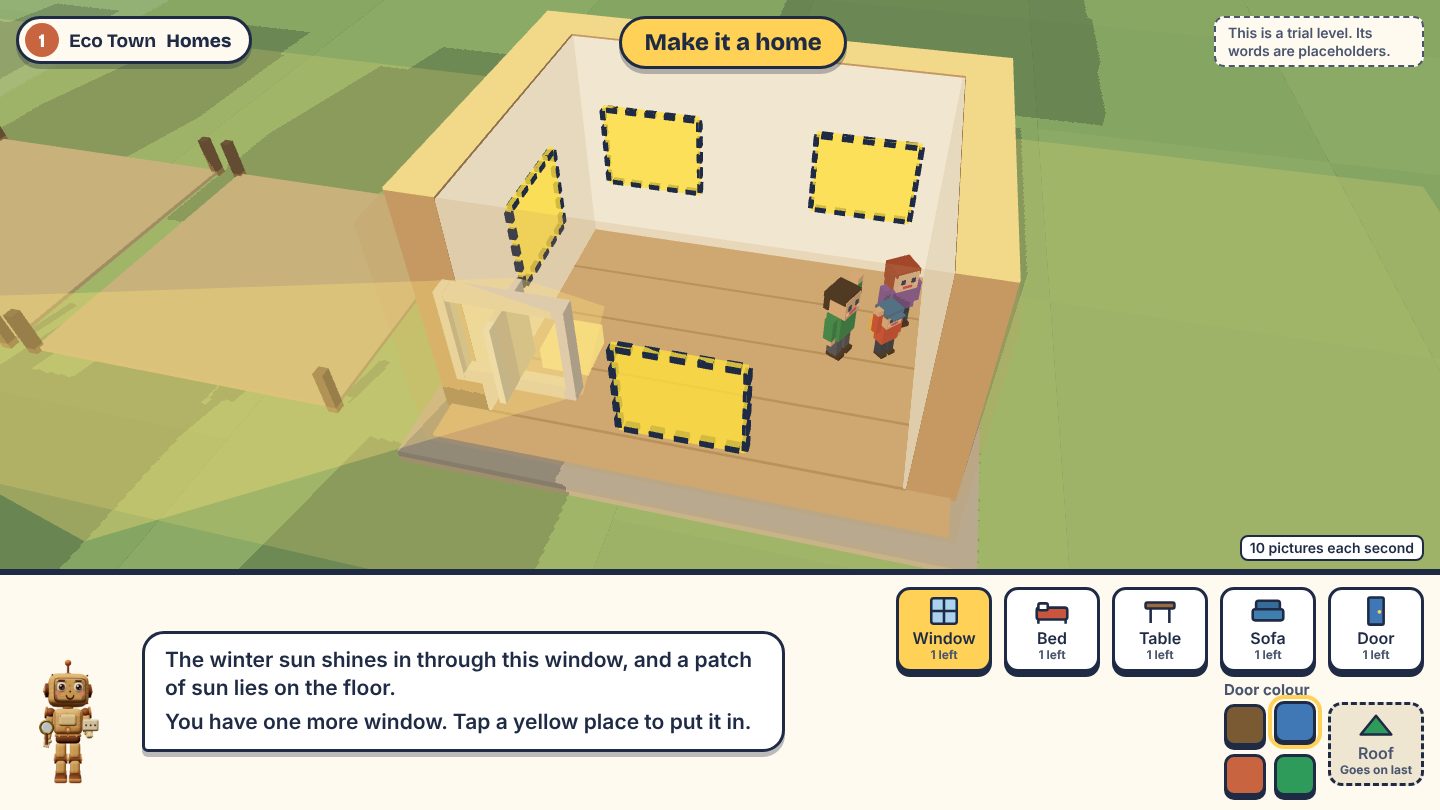 1 Eco Town Homes
Make it a home
This is a trial level. Its
words are placeholders.
10 pictures each second
The winter sun shines in through this window, and a patch
of sun lies on the floor.
You have one more window. Tap a yellow place to put it in.
Window
1 left
Bed
1 left
Table
1 left
Sofa
1 left
Door
1 left
Door colour
Roof
Goes on last